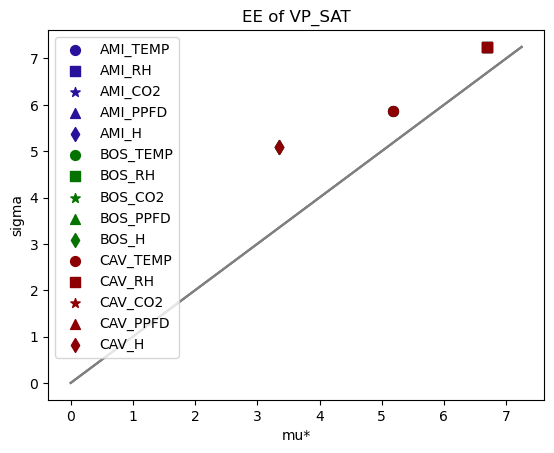 EE of VP_SAT
sigma
7
6
5
4
3
2
1
0
AMI_TEMP
AMI_RH
AMI_CO2
AMI_PPFD
AMI_H
BOS_TEMP
BOS_RH
BOS_CO2
BOS_PPFD
BOS_H
CAV_TEMP
CAV_RH
CAV_CO2
CAV_PPFD
CAV_H
0 1 2 3 4 5 6 7
mu*